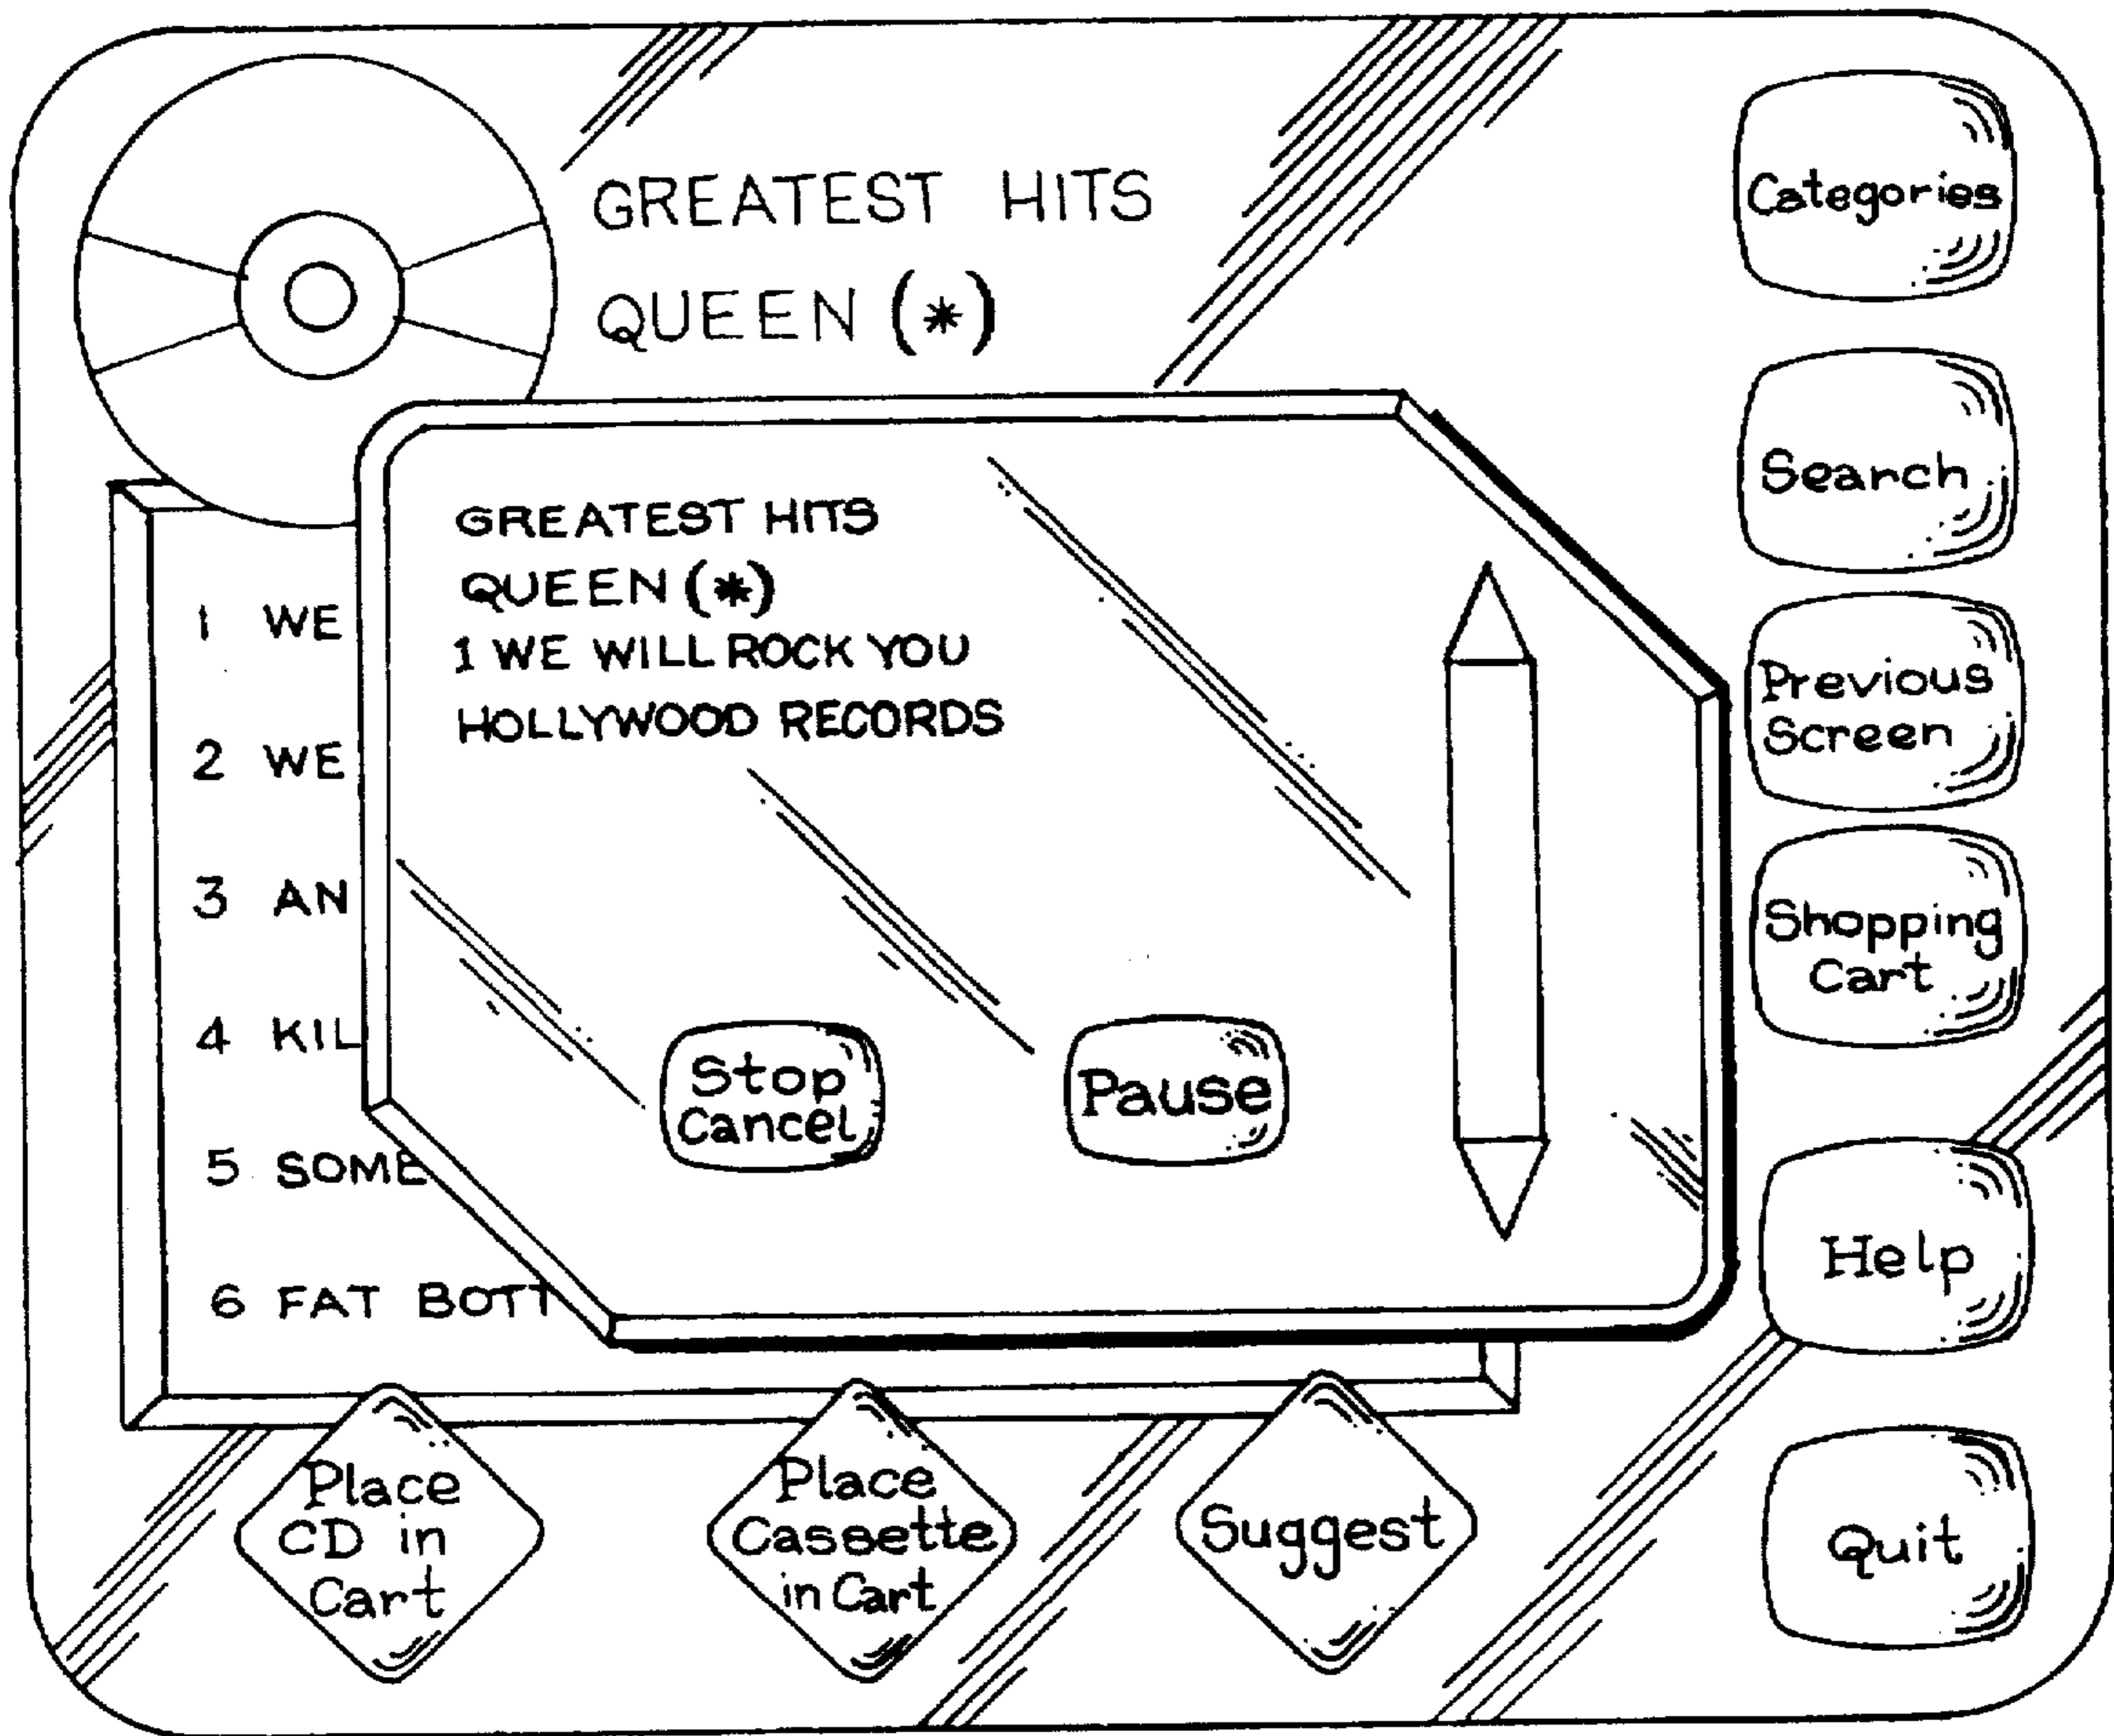 GREATEST HITS
QUEEN (*)
GREATEST HITS
QUEEN (*)
1 WE WILL ROCK YOU
HOLLYWOOD RECORDS
1 WE
2 WE
3 AN
4 KIL
5 SOME
6 FAT BOTT
Stop
Cancel
Pause
Categories
Search
Previous
Screen
Shopping
Cart
Help
Quit
Place
CD in
Cart
Place
Cassette
in Cart
Suggest